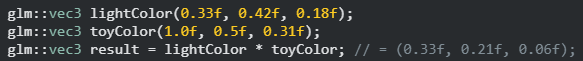 glm::vec3 lightColor(0.33f, 0.42f, 0.18f);
glm::vec3 toyColor(1.0f, 0.5f, 0.31f);
glm::vec3 result = lightColor * toyColor; // = (0.33f, 0.21f, 0.06f);